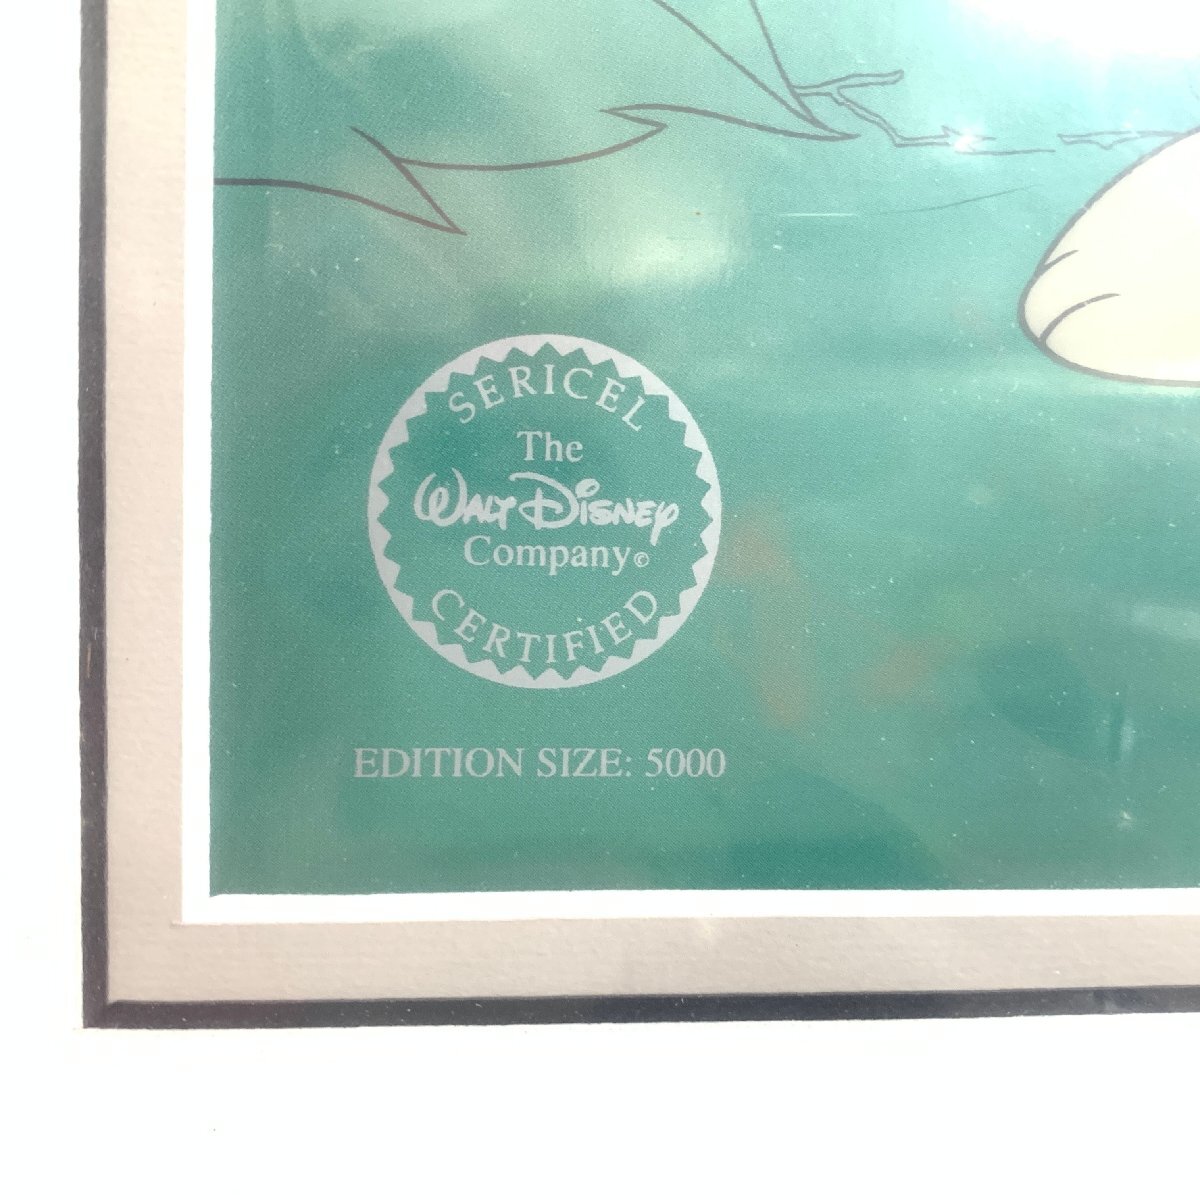 SERICEL
The
WALT DISNEY
Company©
CERTIFIED
EDITION SIZE: 5000